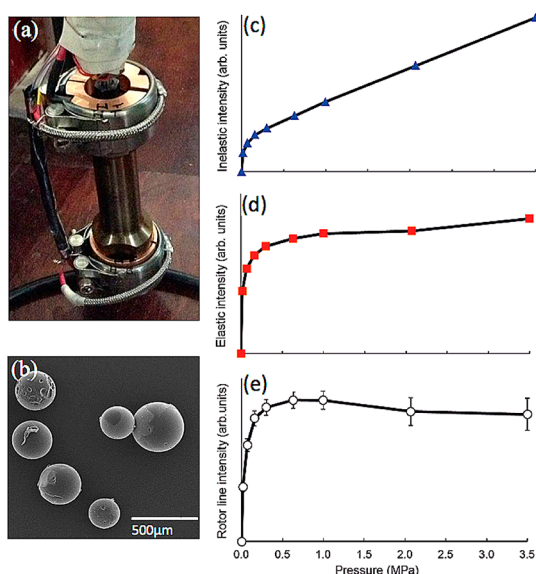 (a)
H T
(b)
500μm
(c)
Inelastic intensity (arb. units)
(d)
Elastic intensity (arb. units)
(e)
Rotor line intensity (arb.units)
0.0 0.5 1.0 1.5 2.0 2.5 3.0 3.5
Pressure (MPa)